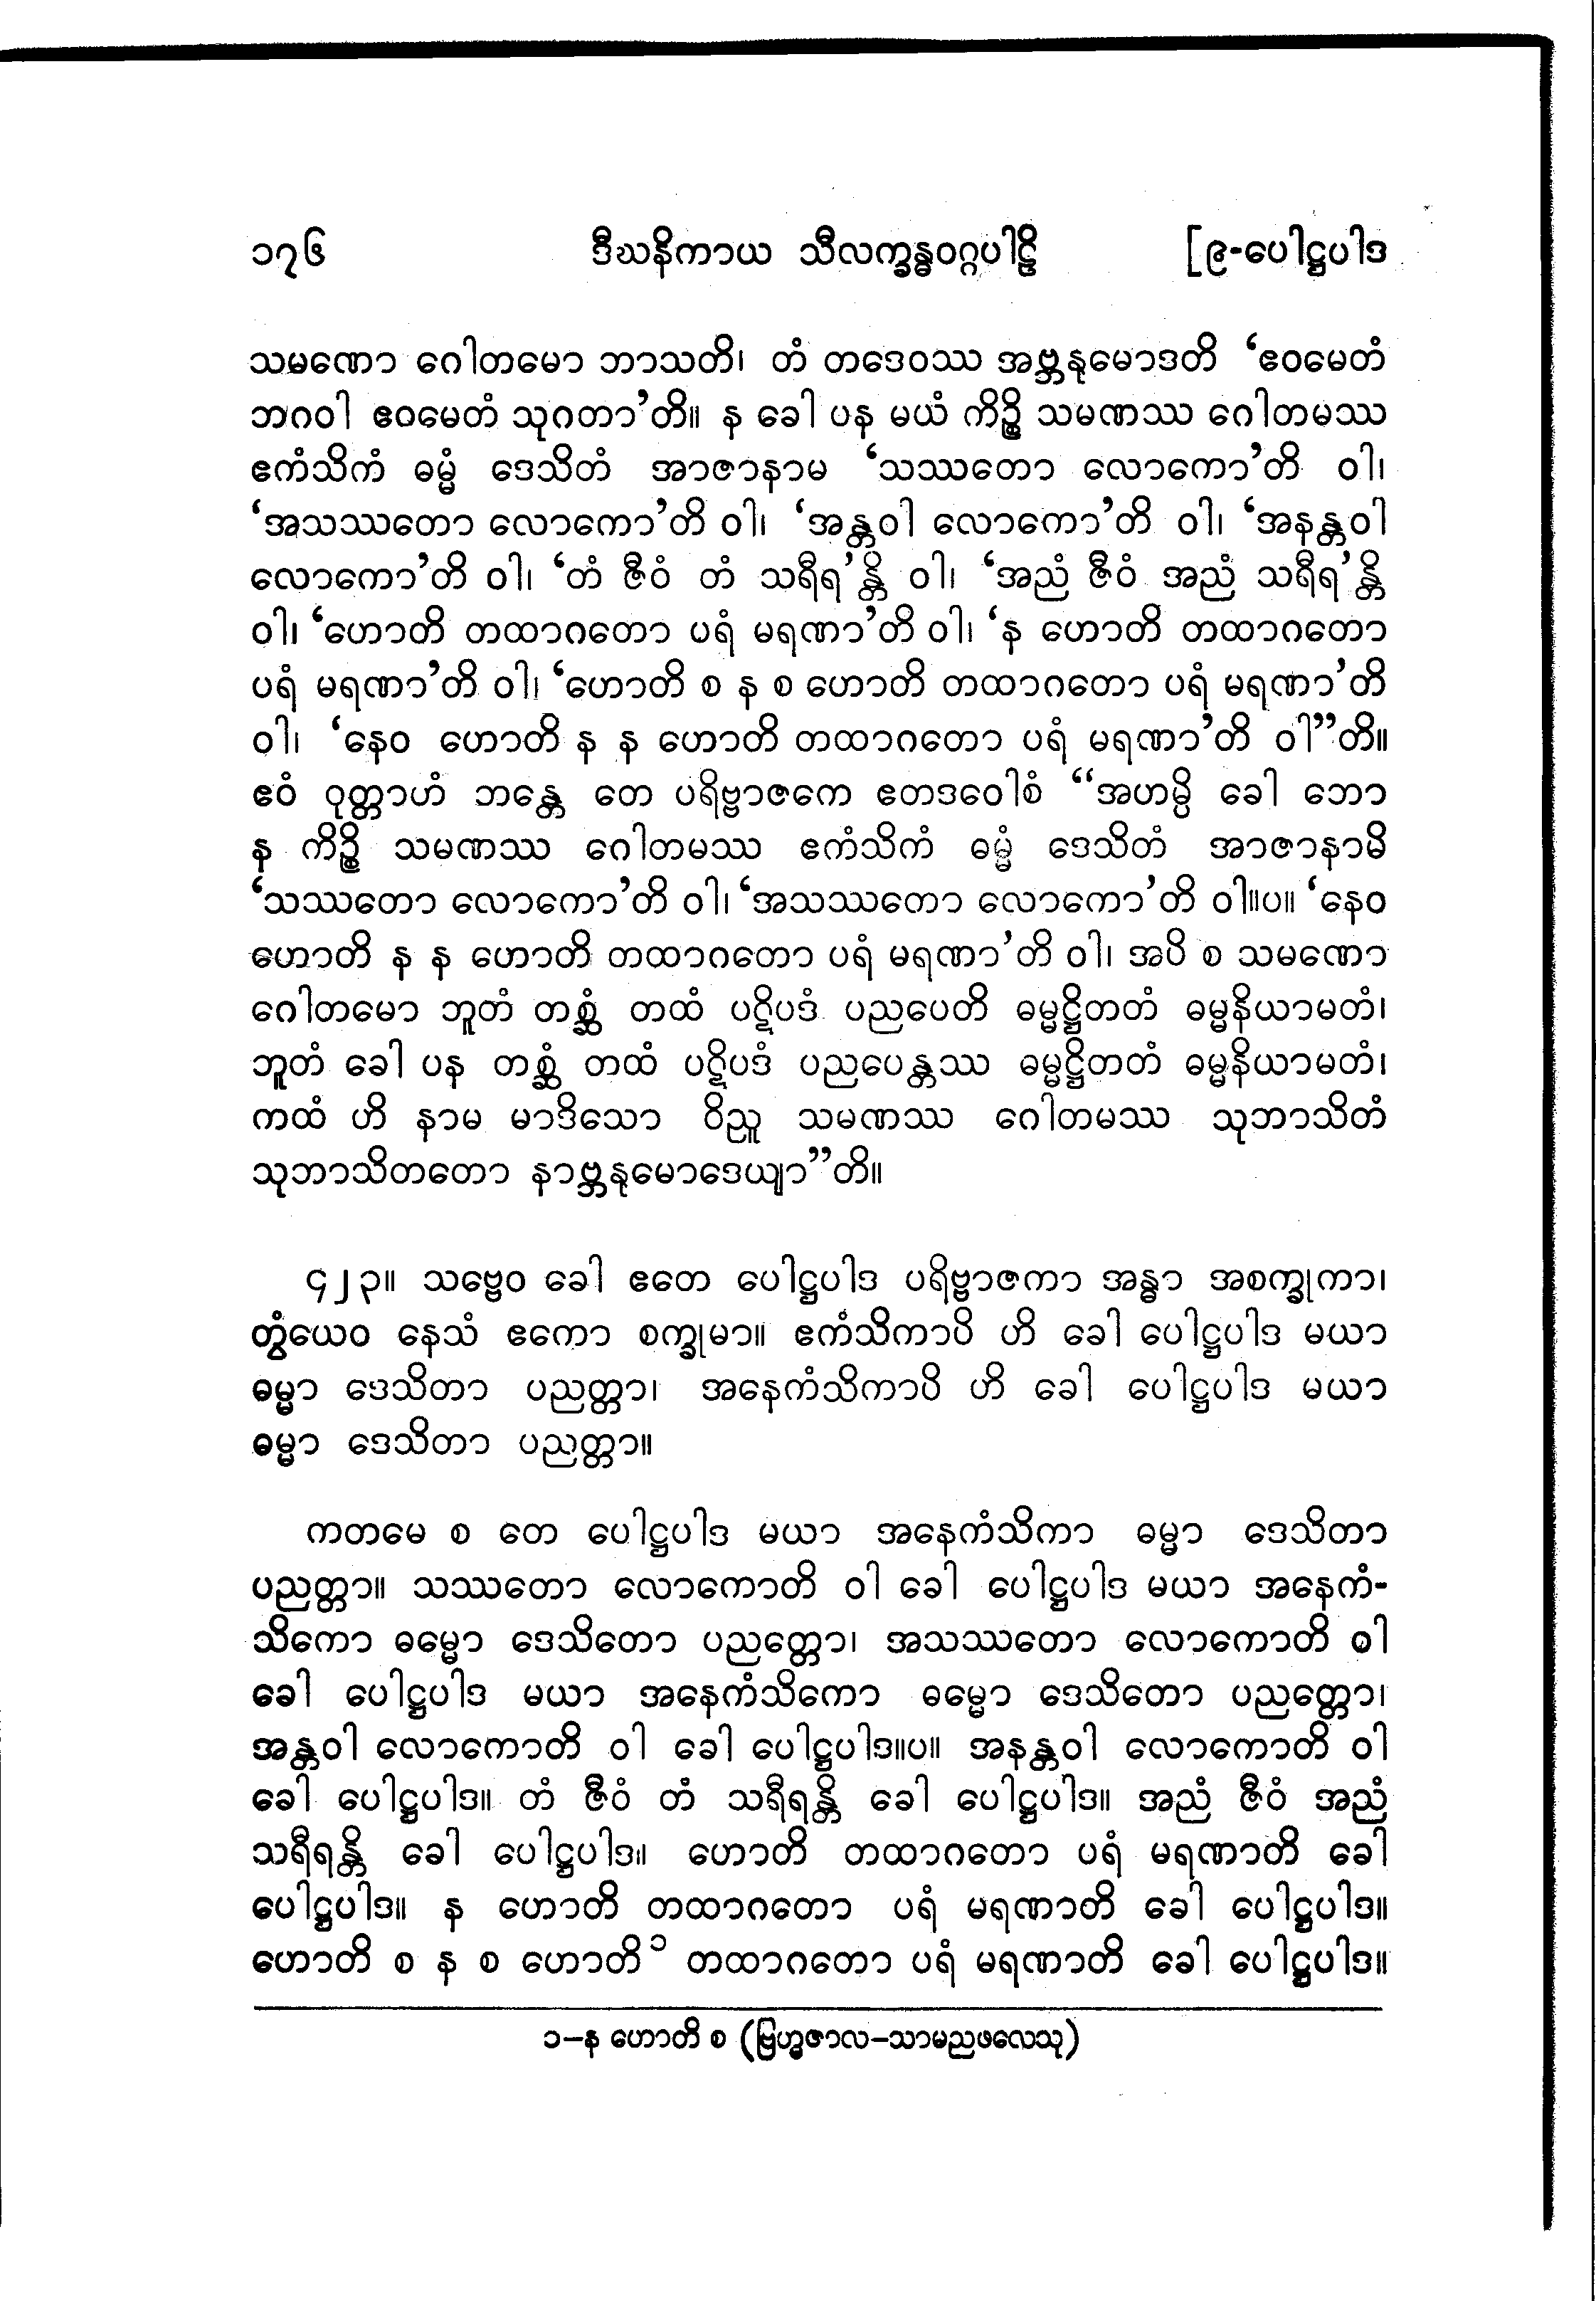 ၁၇၆ ဒီဃနိကာယ သီလက္ခန္ဓဝဂ္ဂပါဠိ [၉-ပေါဋ္ဌပါဒ
သမဏော ဂေါတမော ဘာသတိ၊ တံ တဒေဝဿ အဗ္ဘနုမောဒတိ ‘ဧဝမေတံ
ဘဂဝါ ဧဝမေတံ သုဂတာ’တိ။ န ခေါ ပန မယံ ကိဉ္စိ သမဏဿ ဂေါတမဿ
ဧကံသိကံ ဓမ္မံ ဒေသိတံ အာဇာနာမ ‘သဿတော လောကော’တိ ဝါ၊
‘အသဿတော လောကော’တိ ဝါ၊ ‘အန္တဝါ လောကော’တိ ဝါ၊ ‘အနန္တဝါ
လောကော’တိ ဝါ၊ ‘တံ ဇီဝံ တံ သရီရ’န္တိ ဝါ၊ ‘အညံ ဇီဝံ အညံ သရီရ’န္တိ
ဝါ၊ ‘ဟောတိ တထာဂတော ပရံ မရဏာ’တိ ဝါ၊ ‘န ဟောတိ တထာဂတော
ပရံ မရဏာ’တိ ဝါ၊ ‘ဟောတိ စ န စ ဟောတိ တထာဂတော ပရံ မရဏာ’တိ
ဝါ၊ ‘နေဝ ဟောတိ န န ဟောတိ တထာဂတော ပရံ မရဏာ’တိ ဝါ”တိ။
ဧဝံ ဝုတ္တာဟံ ဘန္တေ တေ ပရိဗ္ဗာဇကေ ဧတဒဝေါစံ “အဟမ္ပိ ခေါ ဘော
န ကိဉ္စိ သမဏဿ ဂေါတမဿ ဧကံသိကံ ဓမ္မံ ဒေသိတံ အာဇာနာမိ
‘သဿတော လောကော’တိ ဝါ၊ ‘အသဿတော လောကော’တိ ဝါ။ပ။ ‘နေဝ
ဟောတိ န န ဟောတိ တထာဂတော ပရံ မရဏာ’တိ ဝါ၊ အပိ စ သမဏော
ဂေါတမော ဘူတံ တစ္ဆံ တထံ ပဋိပဒံ ပညပေတိ ဓမ္မဋ္ဌိတတံ ဓမ္မနိယာမတံ၊
ဘူတံ ခေါ ပန တစ္ဆံ တထံ ပဋိပဒံ ပညပေန္တဿ ဓမ္မဋ္ဌိတတံ ဓမ္မနိယာမတံ၊
ကထံ ဟိ နာမ မာဒိသော ဝိညူ သမဏဿ ဂေါတမဿ သုဘာသိတံ
သုဘာသိတတော နာဗ္ဘနုမောဒေယျာ”တိ။
၄၂၃။ သဗ္ဗေဝ ခေါ ဧတေ ပေါဋ္ဌပါဒ ပရိဗ္ဗာဇကာ အန္ဓာ အစက္ခုကာ၊
တွံယေဝ နေသံ ဧကော စက္ခုမာ။ ဧကံသိကာပိ ဟိ ခေါ ပေါဋ္ဌပါဒ မယာ
ဓမ္မာ ဒေသိတာ ပညတ္တာ၊ အနေကံသိကာပိ ဟိ ခေါ ပေါဋ္ဌပါဒ မယာ
ဓမ္မာ ဒေသိတာ ပညတ္တာ။
ကတမေ စ တေ ပေါဋ္ဌပါဒ မယာ အနေကံသိကာ ဓမ္မာ ဒေသိတာ
ပညတ္တာ။ သဿတော လောကောတိ ဝါ ခေါ ပေါဋ္ဌပါဒ မယာ အနေကံ-
သိကော ဓမ္မော ဒေသိတော ပညတ္တော၊ အသဿတော လောကောတိ ဝါ
ခေါ ပေါဋ္ဌပါဒ မယာ အနေကံသိကော ဓမ္မော ဒေသိတော ပညတ္တော၊
အန္တဝါ လောကောတိ ဝါ ခေါ ပေါဋ္ဌပါဒ။ပ။ အနန္တဝါ လောကောတိ ဝါ
ခေါ ပေါဋ္ဌပါဒ။ တံ ဇီဝံ တံ သရီရန္တိ ခေါ ပေါဋ္ဌပါဒ။ အညံ ဇီဝံ အညံ
သရီရန္တိ ခေါ ပေါဋ္ဌပါဒ။ ဟောတိ တထာဂတော ပရံ မရဏာတိ ခေါ
ပေါဋ္ဌပါဒ။ န ဟောတိ တထာဂတော ပရံ မရဏာတိ ခေါ ပေါဋ္ဌပါဒ။
ဟောတိ စ န စ ဟောတိ ၁ တထာဂတော ပရံ မရဏာတိ ခေါ ပေါဋ္ဌပါဒ။
၁–န ဟောတိ စ (ဗြဟ္မဇာလ–သာမညဖလေသု)